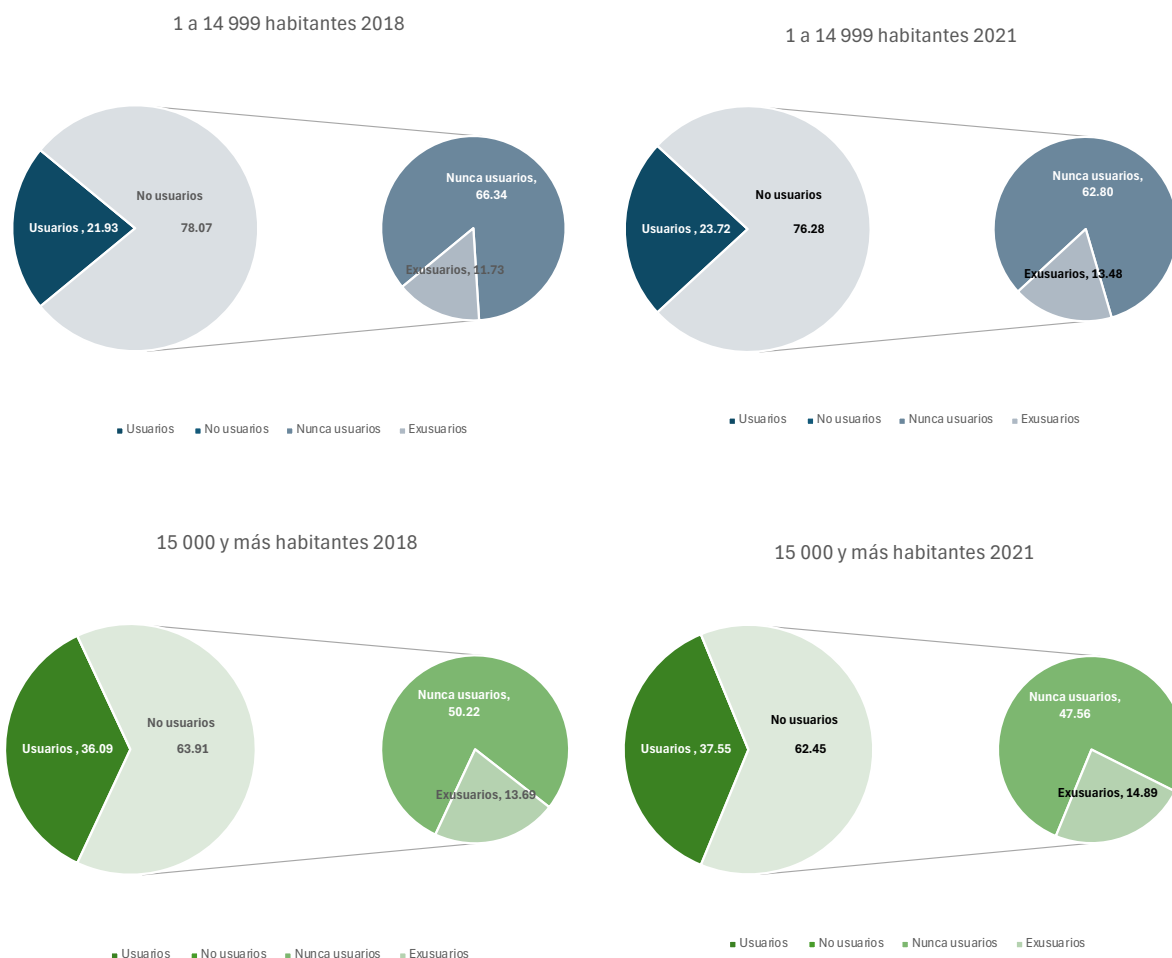 1 a 14 999 habitantes 2018
No usuarios
78.07
Usuarios , 21.93
Nunca usuarios,
66.34
Exusuarios, 11.73
Usuarios No usuarios Nunca usuarios Exusuarios
1 a 14 999 habitantes 2021
No usuarios
76.28
Usuarios , 23.72
Nunca usuarios,
62.80
Exusuarios, 13.48
Usuarios No usuarios Nunca usuarios Exusuarios
15 000 y más habitantes 2018
No usuarios
63.91
Usuarios , 36.09
Nunca usuarios,
50.22
Exusuarios, 13.69
Usuarios No usuarios Nunca usuarios Exusuarios
15 000 y más habitantes 2021
No usuarios
62.45
Usuarios , 37.55
Nunca usuarios,
47.56
Exusuarios, 14.89
Usuarios No usuarios Nunca usuarios Exusuarios